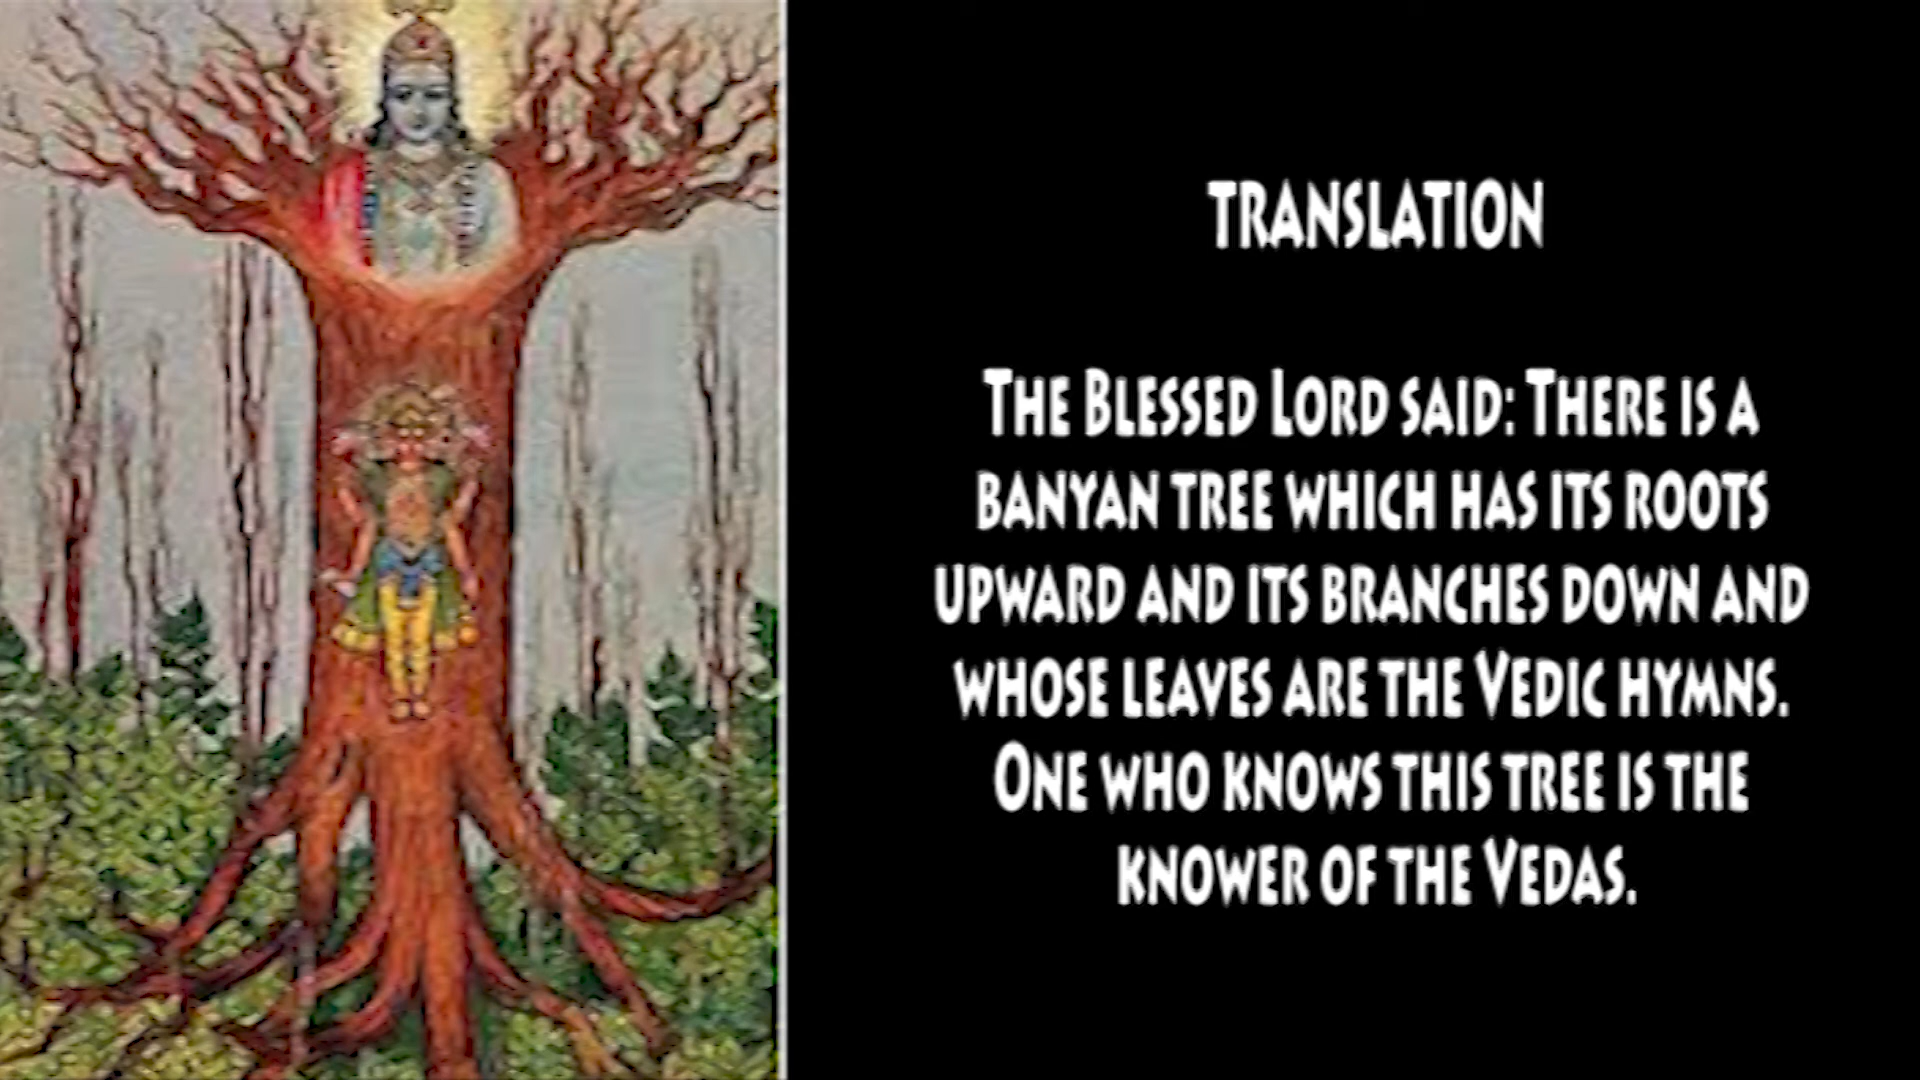 TRANSLATION
The Blessed Lord said: There is a
banyan tree which has its roots
upward and its branches down and
whose leaves are the Vedic hymns.
One who knows this tree is the
knower of the Vedas.